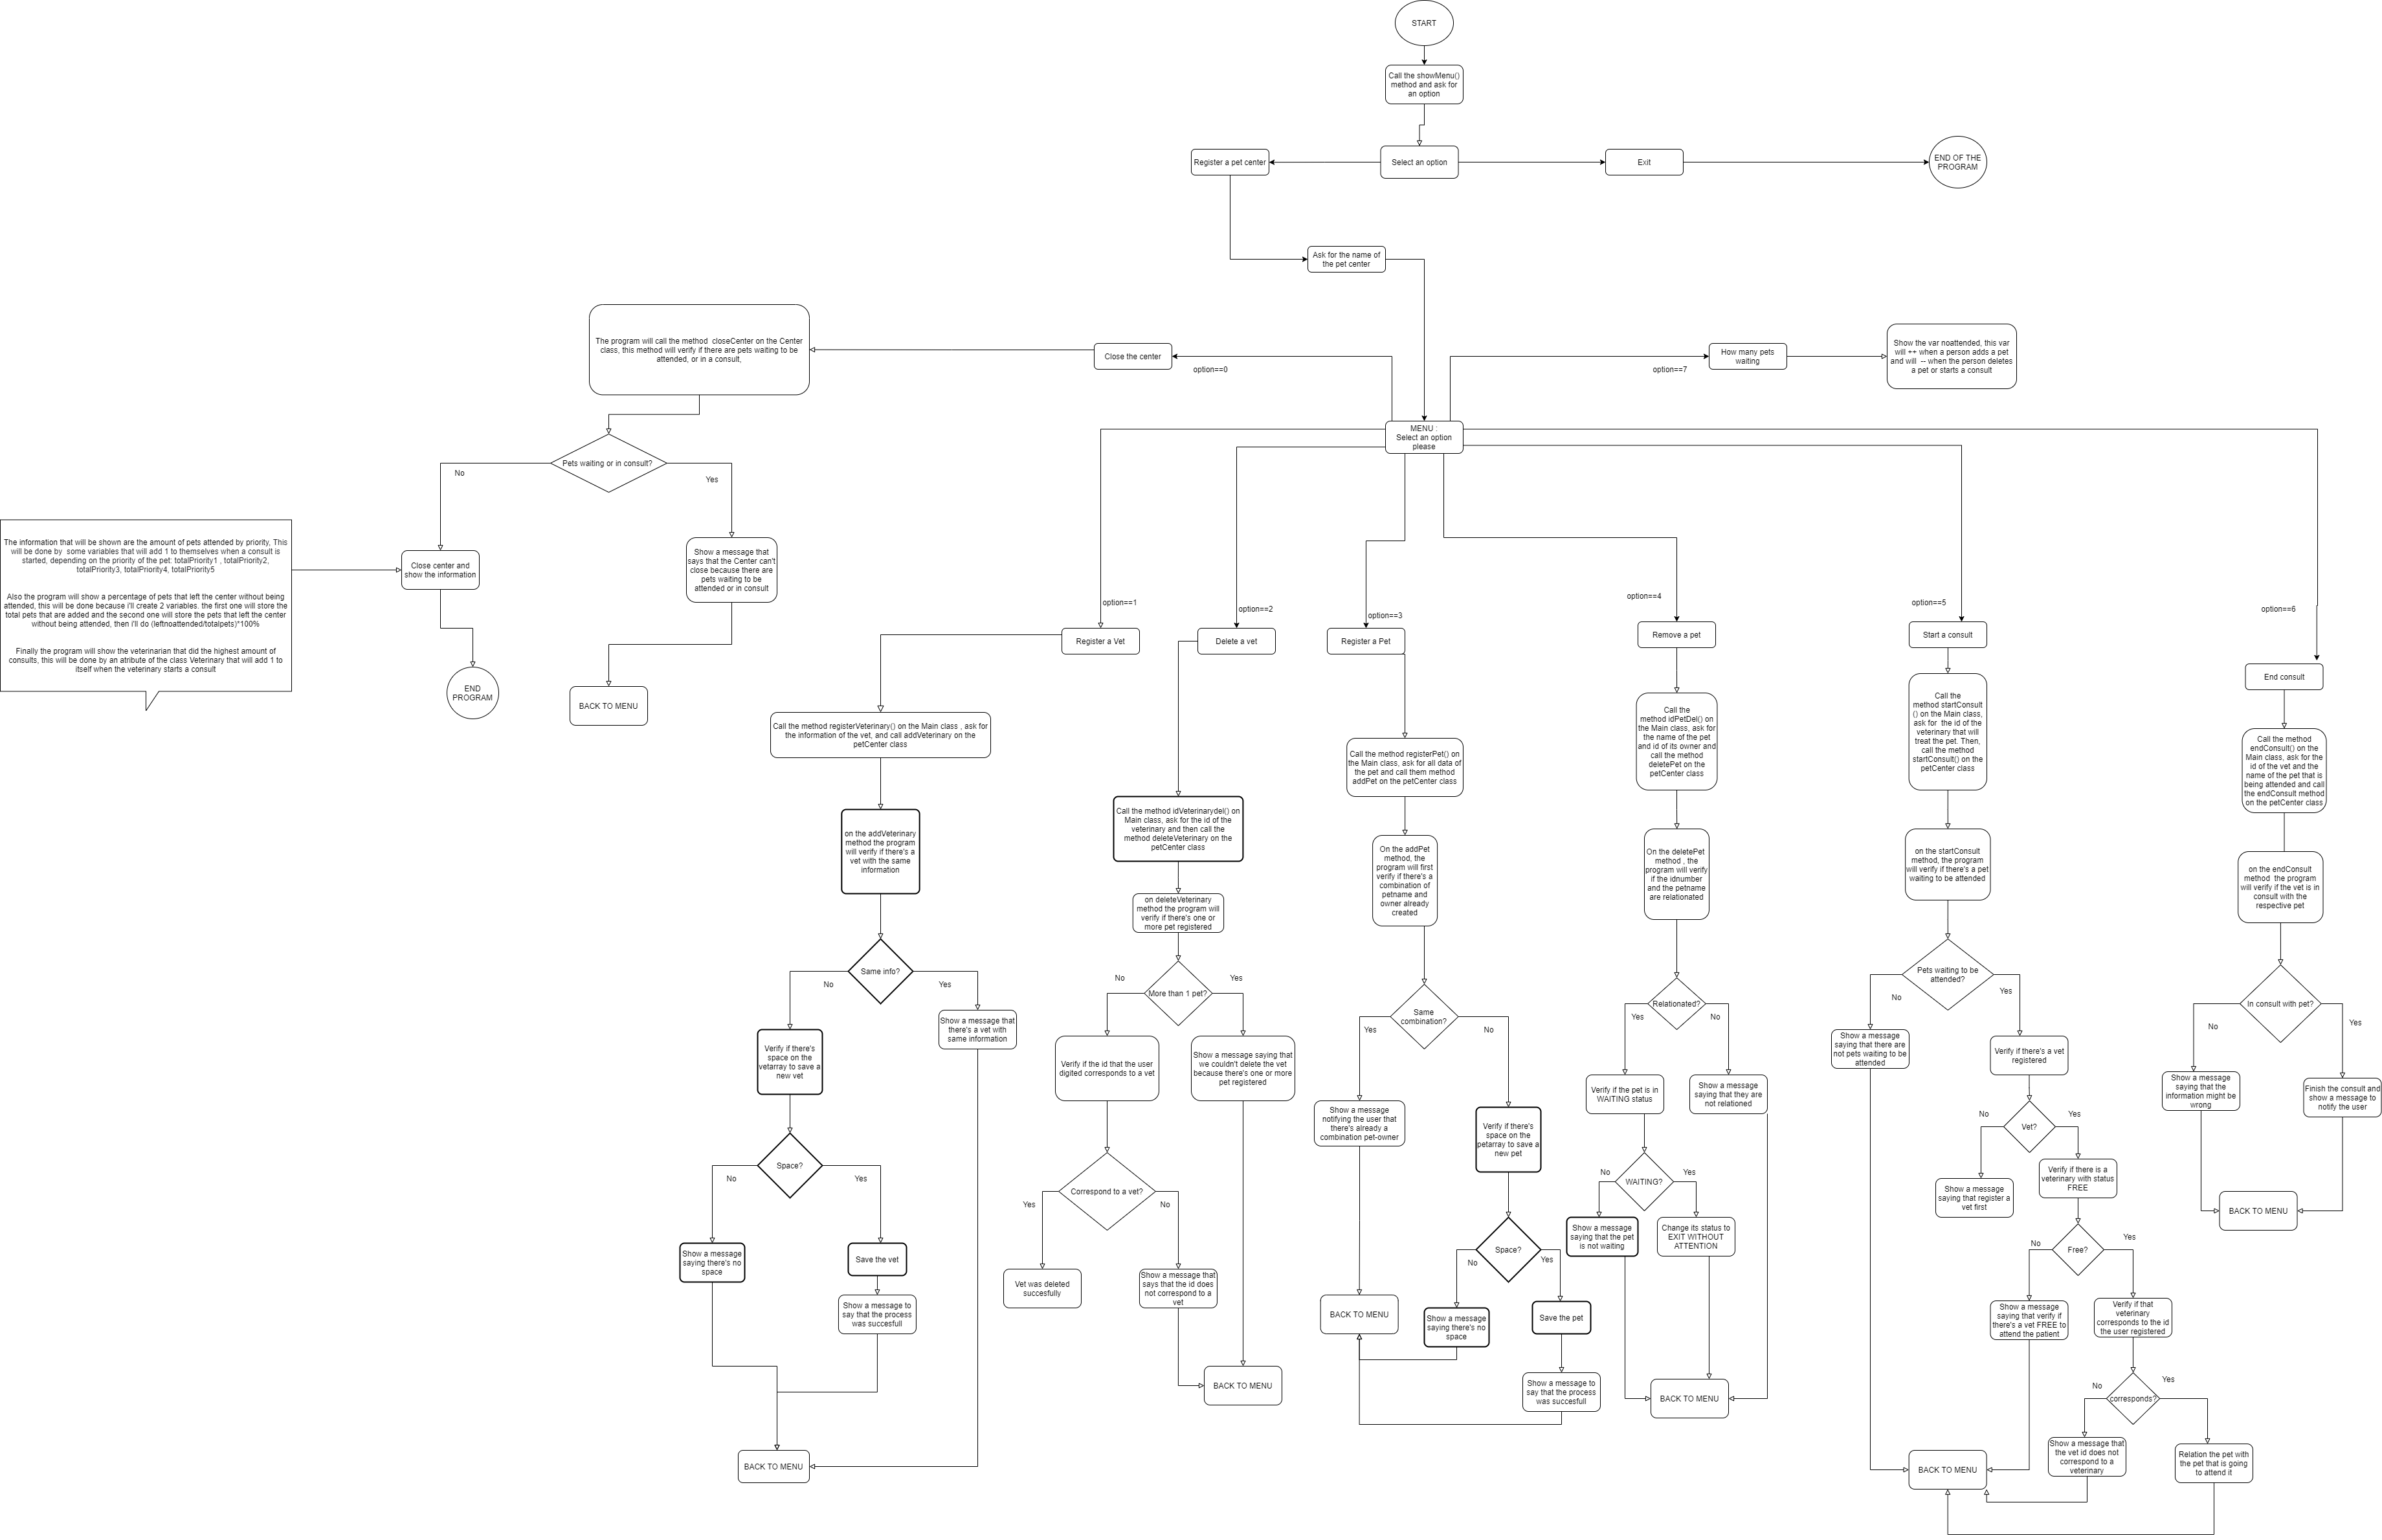 START
Call the showMenu()
method and ask for
an option
Register a pet center
Select an option
Exit
END OF THE
PROGRAM
Ask for the name of
the pet center
The program will call the method  closeCenter on the Center
class, this method will verify if there are pets waiting to be
attended, or in a consult,
Close the center
option==0
How many pets
waiting
option==7
Show the var noattended, this var
will ++ when a person adds a pet
and will  -- when the person deletes
a pet or starts a consult
MENU :
Select an option
please
Pets waiting or in consult?
No
Yes
The information that will be shown are the amount of pets attended by priority, This
will be done by  some variables that will add 1 to themselves when a consult is
started, depending on the priority of the pet: totalPriority1 , totalPriority2,
totalPriority3, totalPriority4, totalPriority5
Also the program will show a percentage of pets that left the center without being
attended, this will be done because i'll create 2 variables. the first one will store the
total pets that are added and the second one will store the pets that left the center
without being attended, then i'll do (leftnoattended/totalpets)*100%
Finally the program will show the veterinarian that did the highest amount of
consults, this will be done by an atribute of the class Veterinary that will add 1 to
itself when the veterinary starts a consult
Close center and
show the information
Show a message that
says that the Center can't
close because there are
pets waiting to be
attended or in consult
END
PROGRAM
BACK TO MENU
option==1
Register a Vet
option==2
Delete a vet
option==3
Register a Pet
option==4
Remove a pet
option==5
Start a consult
option==6
End consult
Call the method registerVeterinary() on the Main class , ask for
the information of the vet, and call addVeterinary on the
petCenter class
on the addVeterinary
method the program
will verify if there's a
vet with the same
information
Same info?
No
Yes
Verify if there's
space on the
vetarray to save a
new vet
Show a message that
there's a vet with
same information
Space?
No
Yes
Show a message
saying there's no
space
Save the vet
Show a message to
say that the process
was succesfull
BACK TO MENU
Call the method idVeterinarydel() on
Main class, ask for the id of the
veterinary and then call the
method deleteVeterinary on the
petCenter class
on deleteVeterinary
method the program will
verify if there's one or
more pet registered
No
Yes
More than 1 pet?
Verify if the id that the user
digited corresponds to a vet
Show a message saying that
we couldn't delete the vet
because there's one or more
pet registered
Correspond to a vet?
Yes
No
Vet was deleted
succesfully
Show a message that
says that the id does
not correspond to a
vet
BACK TO MENU
Call the method registerPet() on
the Main class, ask for all data of
the pet and call them method
addPet on the petCenter class
On the addPet
method, the
program will first
verify if there's a
combination of
petname and
owner already
created
Same
combination?
Yes
No
Show a message
notifying the user that
there's already a
combination pet-owner
Verify if there's
space on the
petarray to save a
new pet
Space?
No
Yes
BACK TO MENU
Show a message
saying there's no
space
Save the pet
Show a message to
say that the process
was succesfull
Call the
method idPetDel() on
the Main class, ask for
the name of the pet
and id of its owner and
call the method
deletePet on the
petCenter class
On the deletePet
method , the
program will verify
if the idnumber
and the petname
are relationated
Relationated?
Yes
No
Verify if the pet is in
WAITING status
Show a message
saying that they are
not relationed
No
Yes
WAITING?
Show a message
saying that the pet
is not waiting
Change its status to
EXIT WITHOUT
ATTENTION
BACK TO MENU
Call the
method startConsult
() on the Main class,
ask for  the id of the
veterinary that will
treat the pet. Then,
call the method
startConsult() on the
petCenter class
on the startConsult
method, the program
will verify if there's a pet
waiting to be attended
Pets waiting to be
attended?
No
Yes
Show a message
saying that there are
not pets waiting to be
attended
Verify if there's a vet
registered
No
Yes
Vet?
Show a message
saying that register a
vet first
Verify if there is a
veterinary with status
FREE
No
Yes
Free?
Show a message
saying that verify if
there's a vet FREE to
attend the patient
Verify if that
veterinary
corresponds to the id
the user registered
No
Yes
corresponds?
Show a message that
the vet id does not
correspond to a
veterinary
Relation the pet with
the pet that is going
to attend it
BACK TO MENU
Call the method
endConsult() on the
Main class, ask for the
id of the vet and the
name of the pet that is
being attended and call
the endConsult method
on the petCenter class
on the endConsult
method  the program
will verify if the vet is in
consult with the
respective pet
In consult with pet?
No
Yes
Show a message
saying that the
information might be
wrong
Finish the consult and
show a message to
notify the user
BACK TO MENU